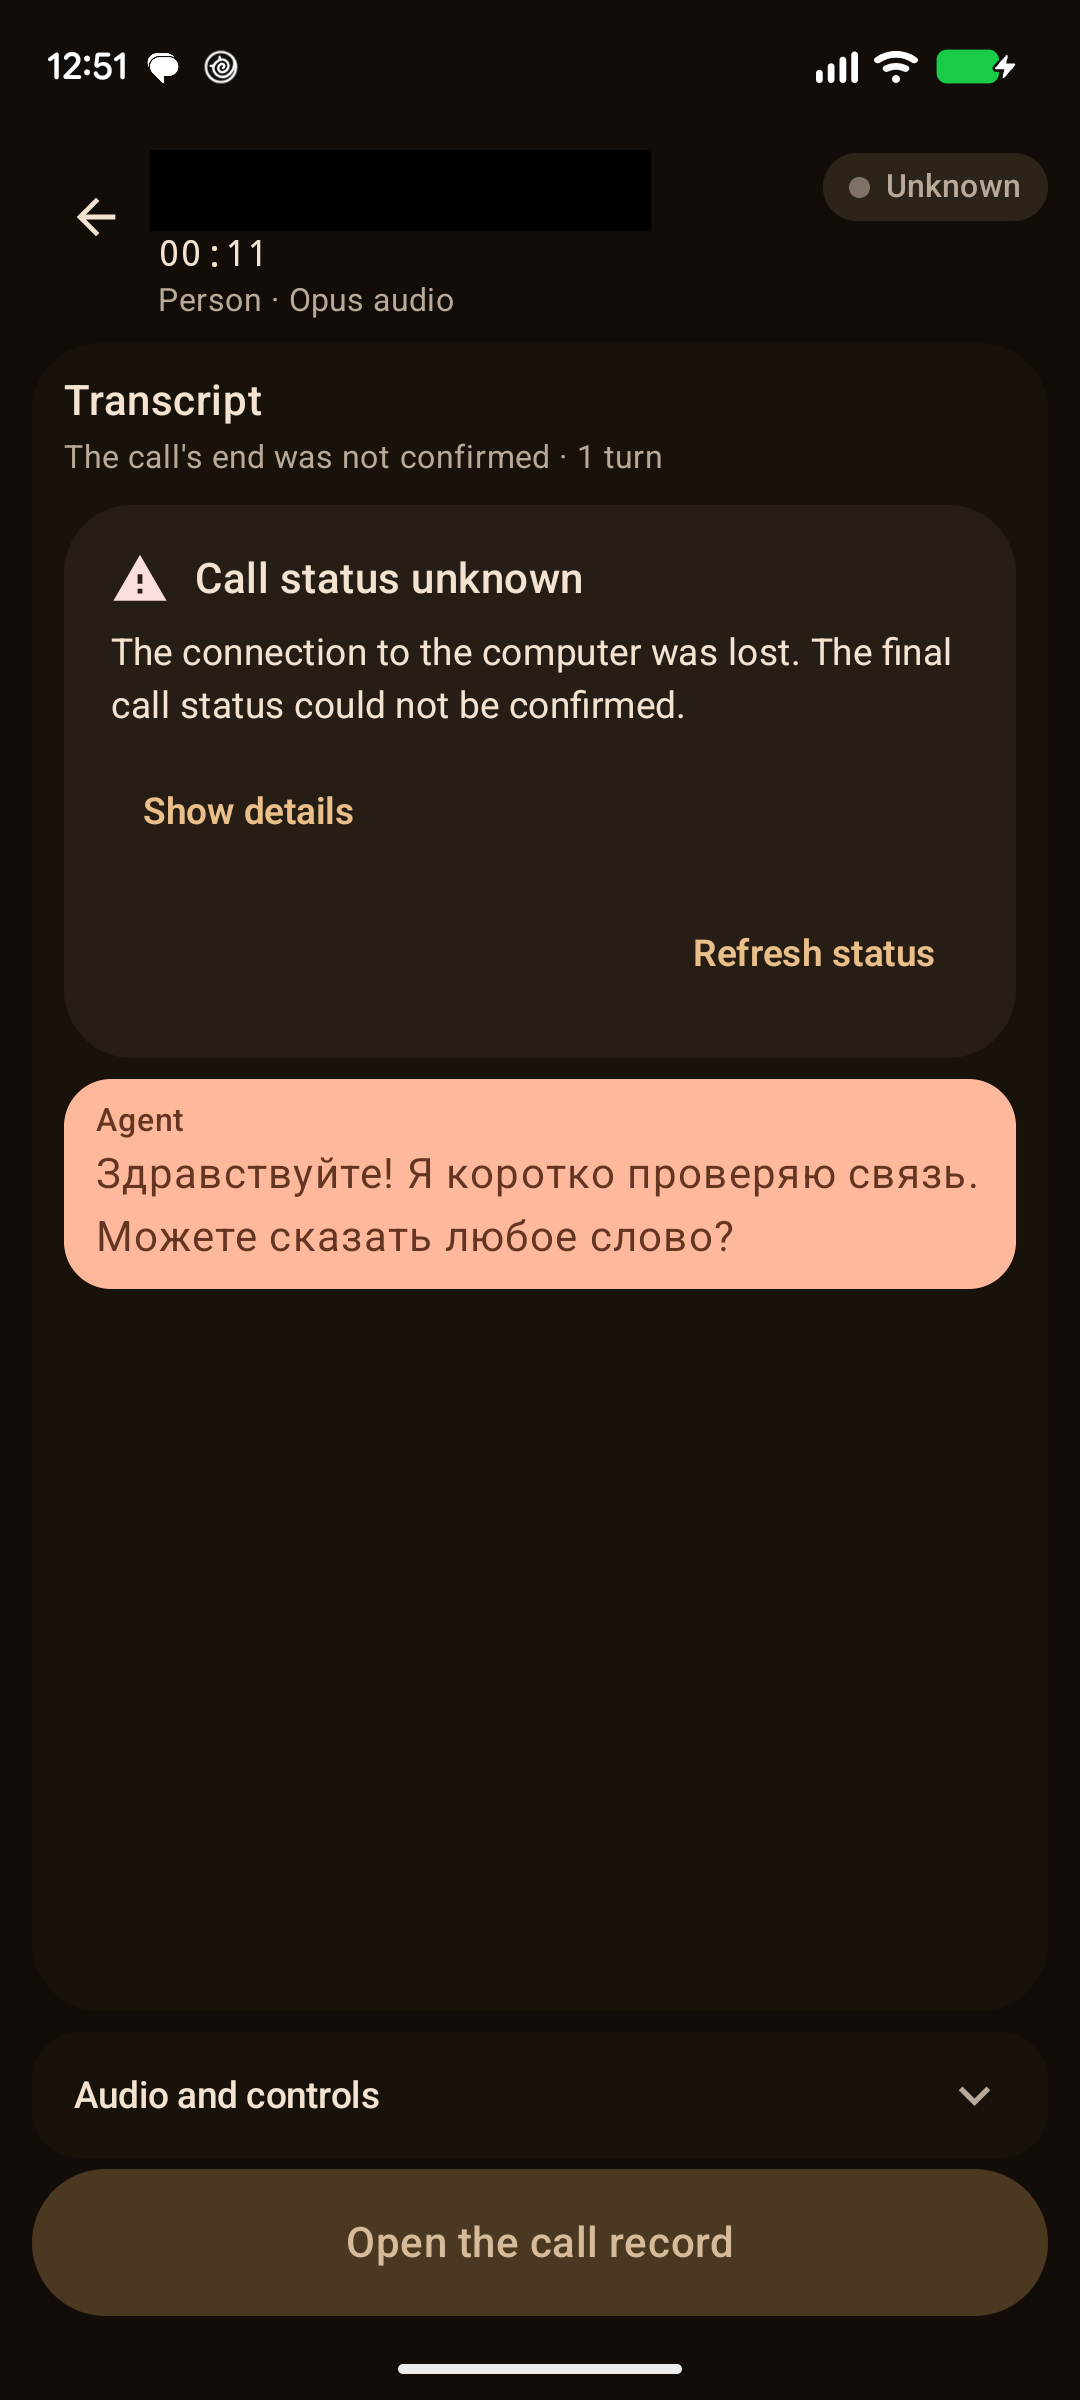 12:51
Unknown
00:11
Person · Opus audio
Transcript
The call's end was not confirmed · 1 turn
Call status unknown
The connection to the computer was lost. The final
call status could not be confirmed.
Show details
Refresh status
Agent
Здравствуйте! Я коротко проверяю связь.
Можете сказать любое слово?
Audio and controls
Open the call record